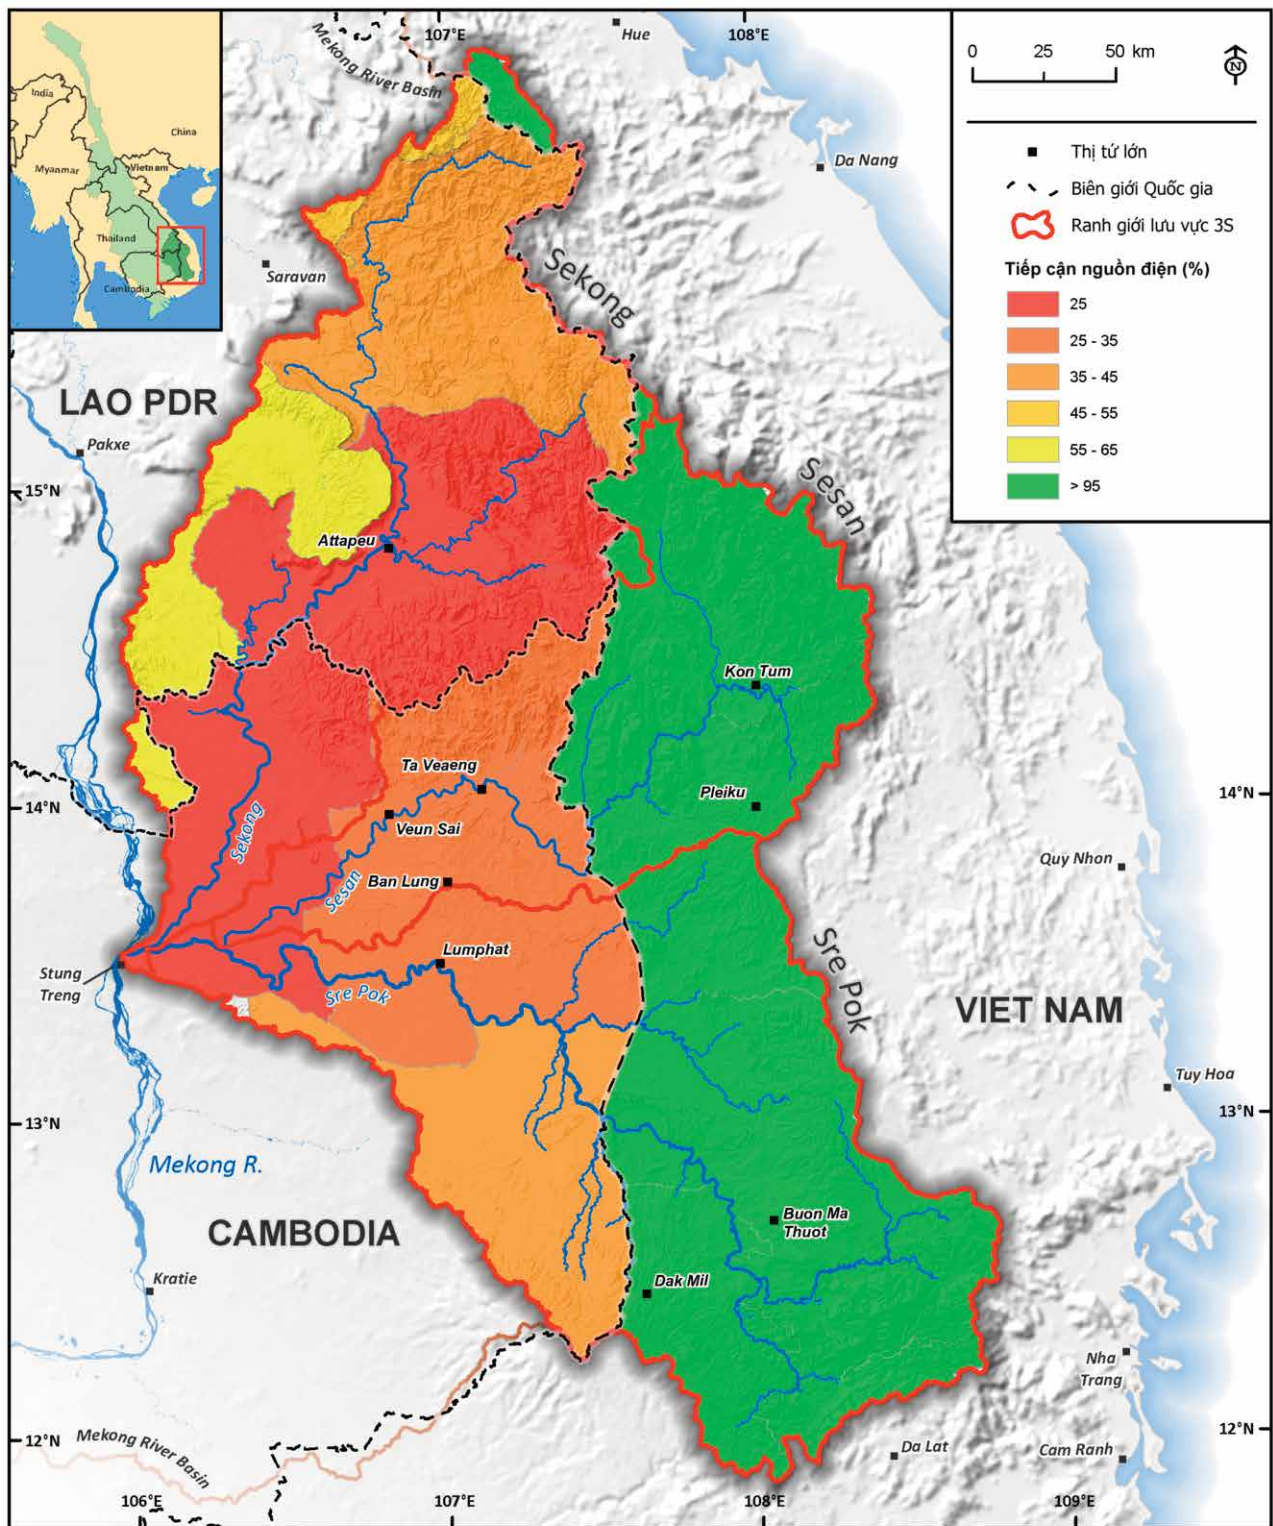 107°E
108°E
Hue
Mekong River Basin
India
China
Myanmar
Vietnam
Thailand
Cambodia
0 25 50 km
N
Thị tứ lớn
Biên giới Quốc gia
Ranh giới lưu vực 3S
Tiếp cận nguồn điện (%)
25
25 - 35
35 - 45
45 - 55
55 - 65
> 95
Da Nang
Saravan
Sekong
LAO PDR
Pakxe
Sesan
15°N
Attapeu
Kon Tum
Ta Veaeng
Pleiku
14°N
14°N
Veun Sai
Sekong
Quy Nhon
Ban Lung
Sesan
Lumphat
Sre Pok
Stung
Treng
Sre Pok
VIET NAM
Tuy Hoa
13°N
13°N
Mekong R.
Buon Ma
Thuot
CAMBODIA
Kratie
Dak Mil
Nha
Trang
12°N
12°N
Mekong River Basin
Da Lat
Cam Ranh
106°E
107°E
108°E
109°E